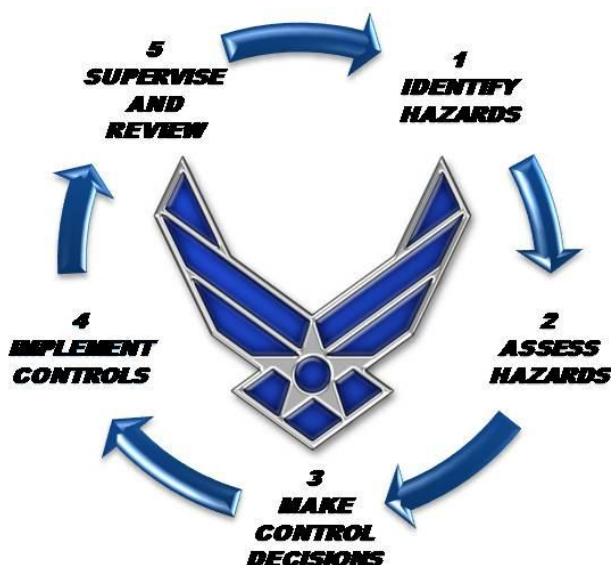 1
IDENTIFY
HAZARDS
2
ASSESS
HAZARDS
3
MAKE
CONTROL
DECISIONS
4
IMPLEMENT
CONTROLS
5
SUPERVISE
AND
REVIEW